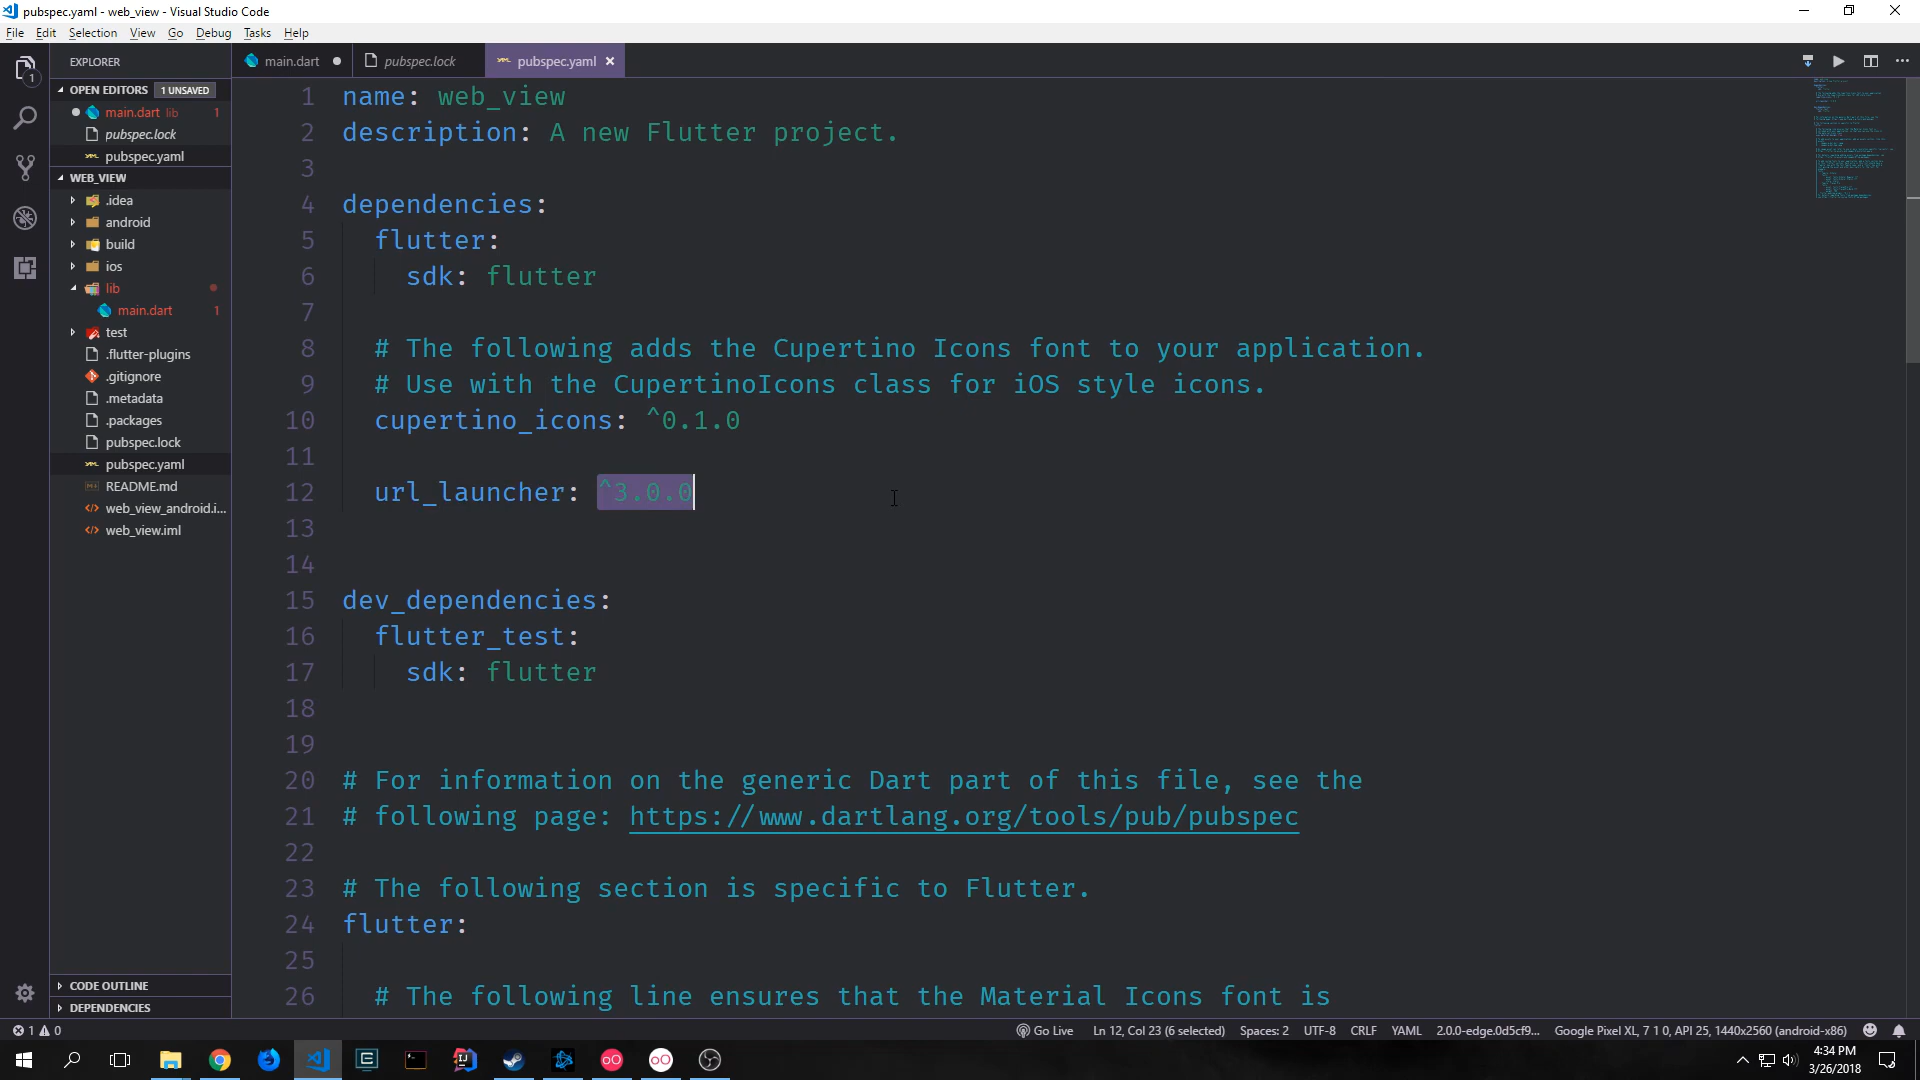 pubspec.yaml - web_view - Visual Studio Code
File Edit Selection View Go Debug Tasks Help
EXPLORER
main.dart
pubspec.lock
pubspec.yaml
1
OPEN EDITORS 1 UNSAVED
main.dart lib 1
pubspec.lock
pubspec.yaml
WEB_VIEW
.idea
android
build
ios
lib
main.dart 1
test
.flutter-plugins
.gitignore
.metadata
.packages
pubspec.lock
pubspec.yaml
README.md
web_view_android.i...
web_view.iml
CODE OUTLINE
DEPENDENCIES
1 name: web_view
2 description: A new Flutter project.
3
4 dependencies:
5 flutter:
6 sdk: flutter
7
8 # The following adds the Cupertino Icons font to your application.
9 # Use with the CupertinoIcons class for iOS style icons.
10 cupertino_icons: ^0.1.0
11
12 url_launcher: ^3.0.0
13
14
15 dev_dependencies:
16 flutter_test:
17 sdk: flutter
18
19
20 # For information on the generic Dart part of this file, see the
21 # following page: https://www.dartlang.org/tools/pub/pubspec
22
23 # The following section is specific to Flutter.
24 flutter:
25
26 # The following line ensures that the Material Icons font is
1 0 Go Live Ln 12, Col 23 (6 selected) Spaces: 2 UTF-8 CRLF YAML 2.0.0-edge.0d5cf9... Google Pixel XL, 7 1 0, API 25, 1440x2560 (android-x86)
4:34 PM
3/26/2018